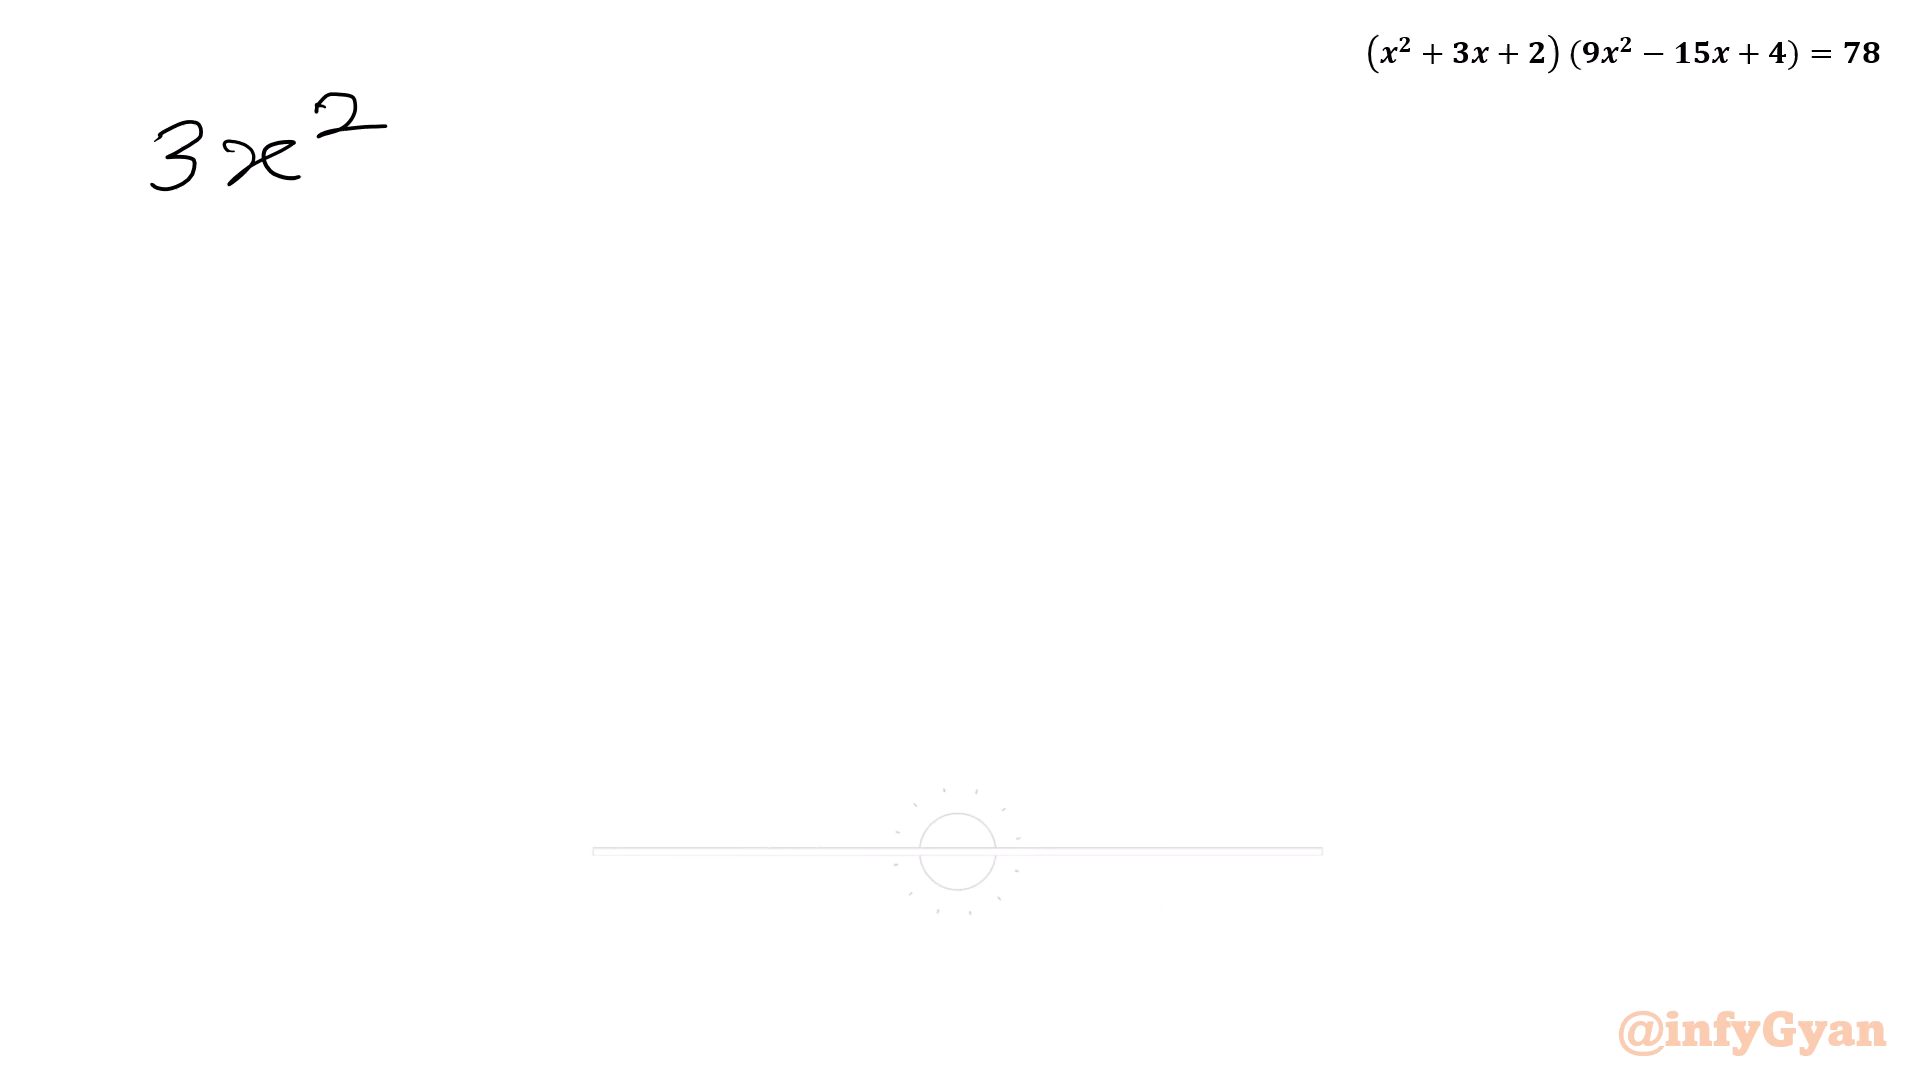 (x² + 3x + 2) (9x² − 15x + 4) = 78
3x²
@infyGyan